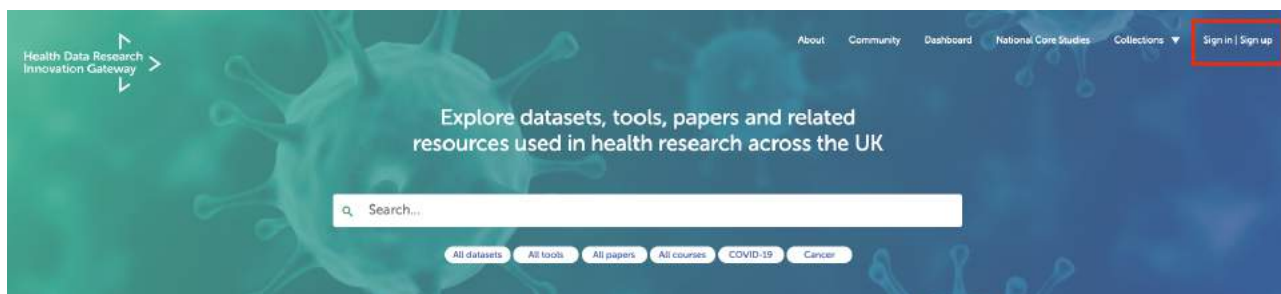 Health Data Research
Innovation Gateway
About Community Dashboard National Core Studies Collections Sign in | Sign up
Explore datasets, tools, papers and related
resources used in health research across the UK
Search...
All datasets All tools All papers All courses COVID-19 Cancer